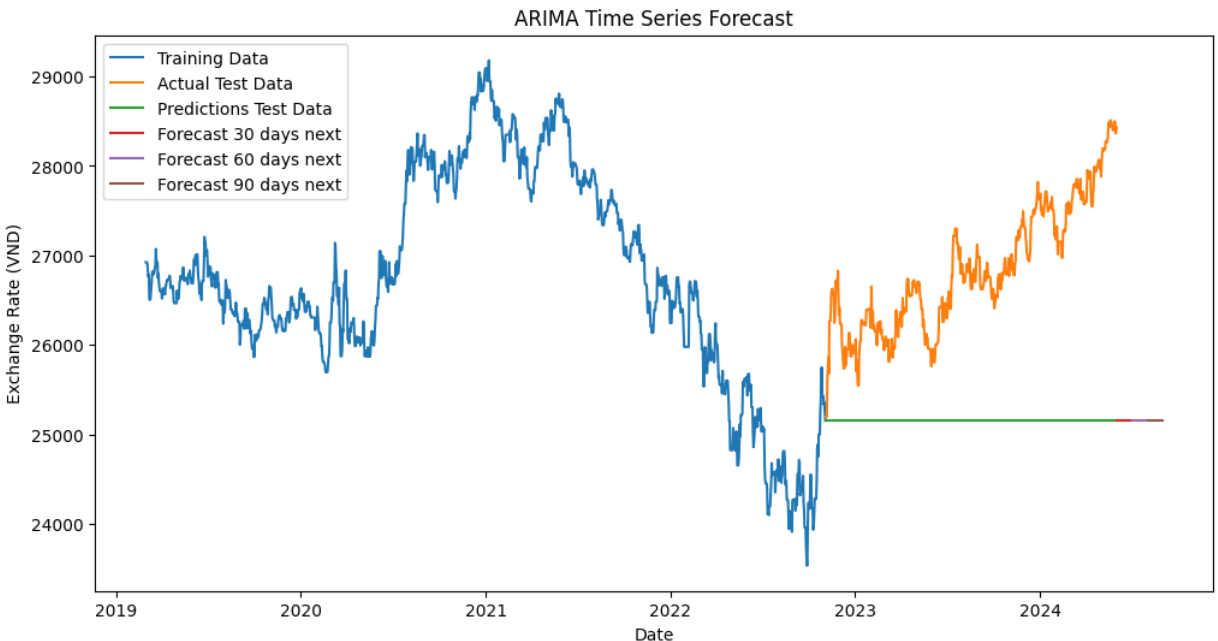 ARIMA Time Series Forecast
Training Data
Actual Test Data
Predictions Test Data
Forecast 30 days next
Forecast 60 days next
Forecast 90 days next
Exchange Rate (VND)
29000
28000
27000
26000
25000
24000
2019
2020
2021
2022
2023
2024
Date